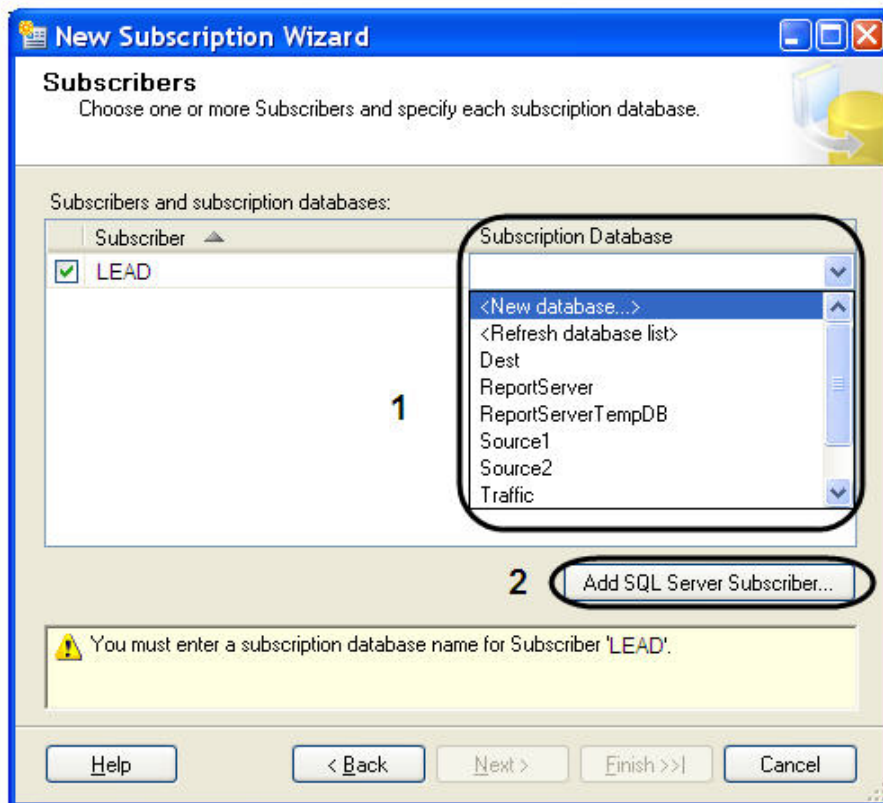 New Subscription Wizard
Subscribers
Choose one or more Subscribers and specify each subscription database.
Subscribers and subscription databases:
Subscriber
Subscription Database
LEAD
<New database...>
<Refresh database list>
Dest
ReportServer
ReportServerTempDB
Source1
Source2
Traffic
1
2
Add SQL Server Subscriber...
You must enter a subscription database name for Subscriber 'LEAD'.
Help
< Back
Next >
Finish >>|
Cancel